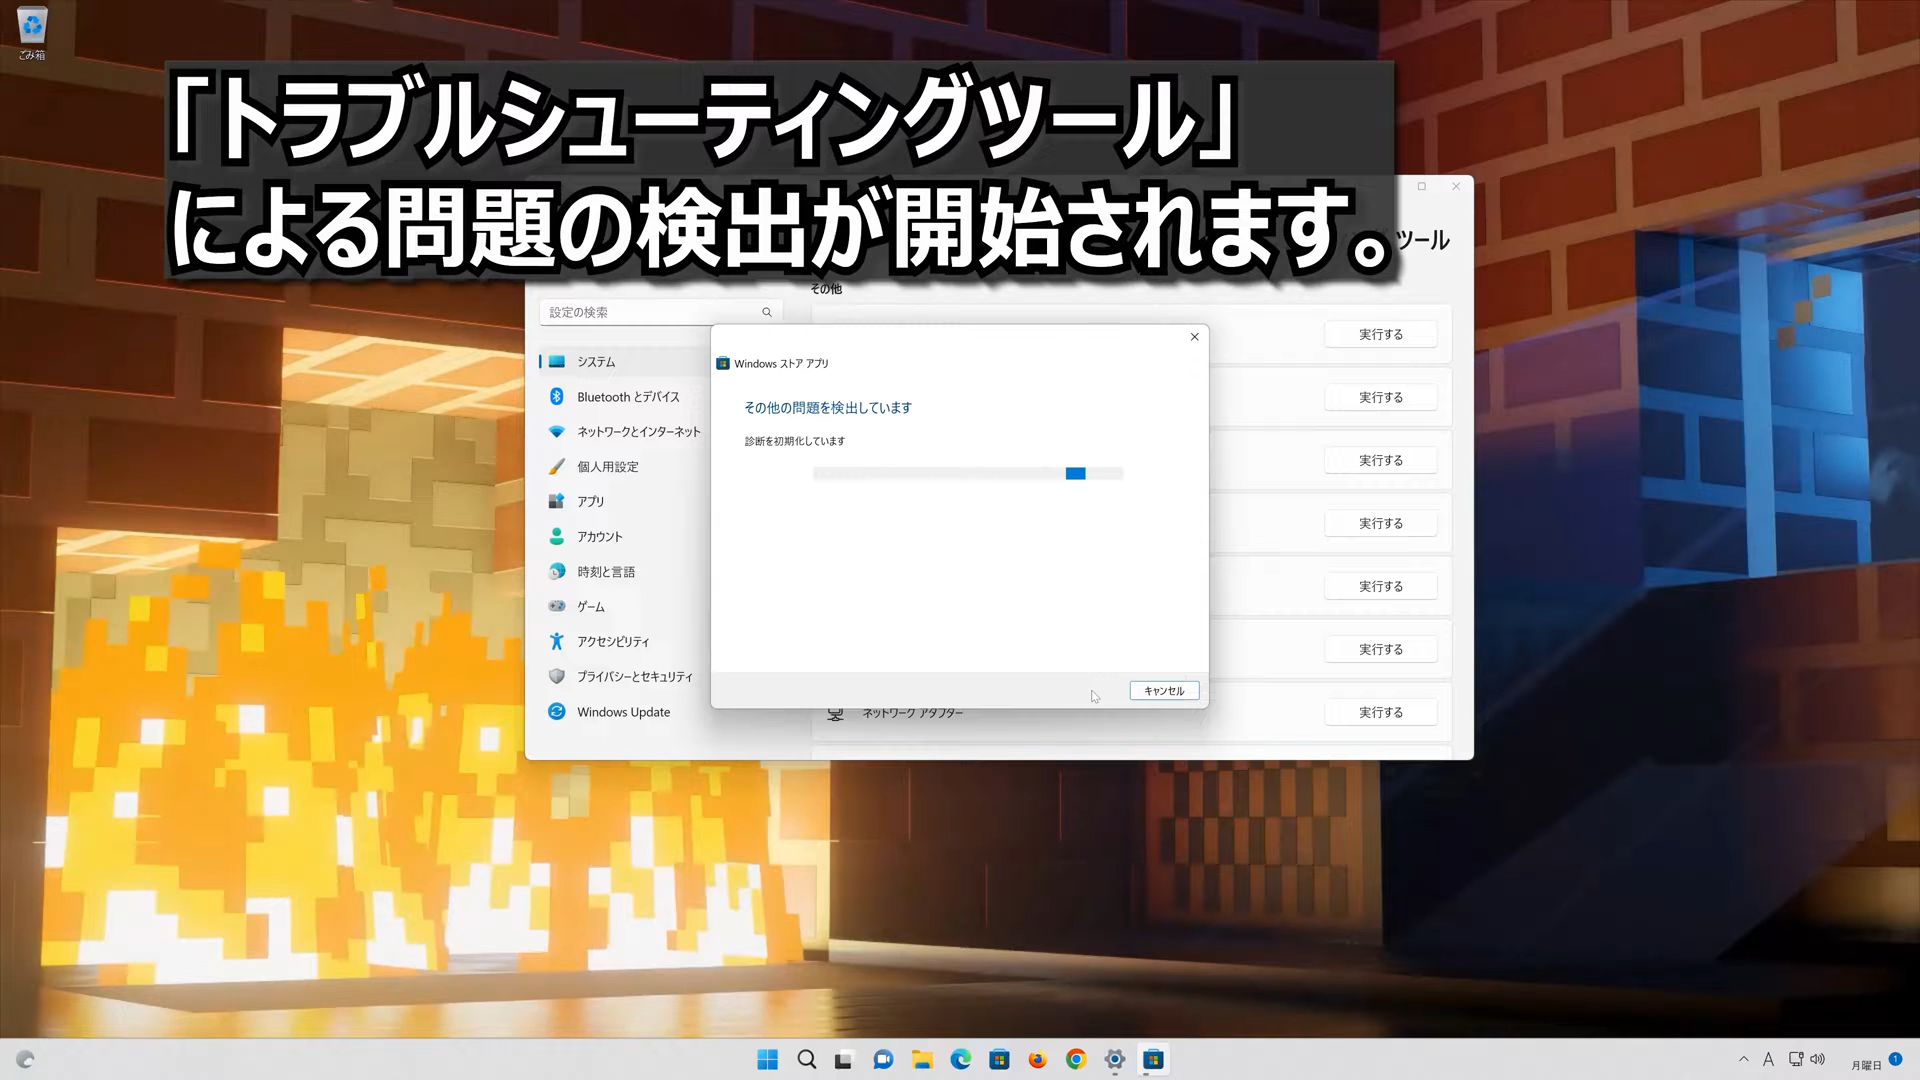 ごみ箱
「トラブルシューティングツール」
による問題の検出が開始されます。
ツール
その他
設定の検索
システム
Bluetooth とデバイス
ネットワークとインターネット
個人用設定
アプリ
アカウント
時刻と言語
ゲーム
アクセシビリティ
プライバシーとセキュリティ
Windows Update
Windows ストア アプリ
その他の問題を検出しています
診断を初期化しています
キャンセル
実行する
実行する
実行する
実行する
実行する
実行する
ネットワーク アダプター
実行する
A
月曜日
1